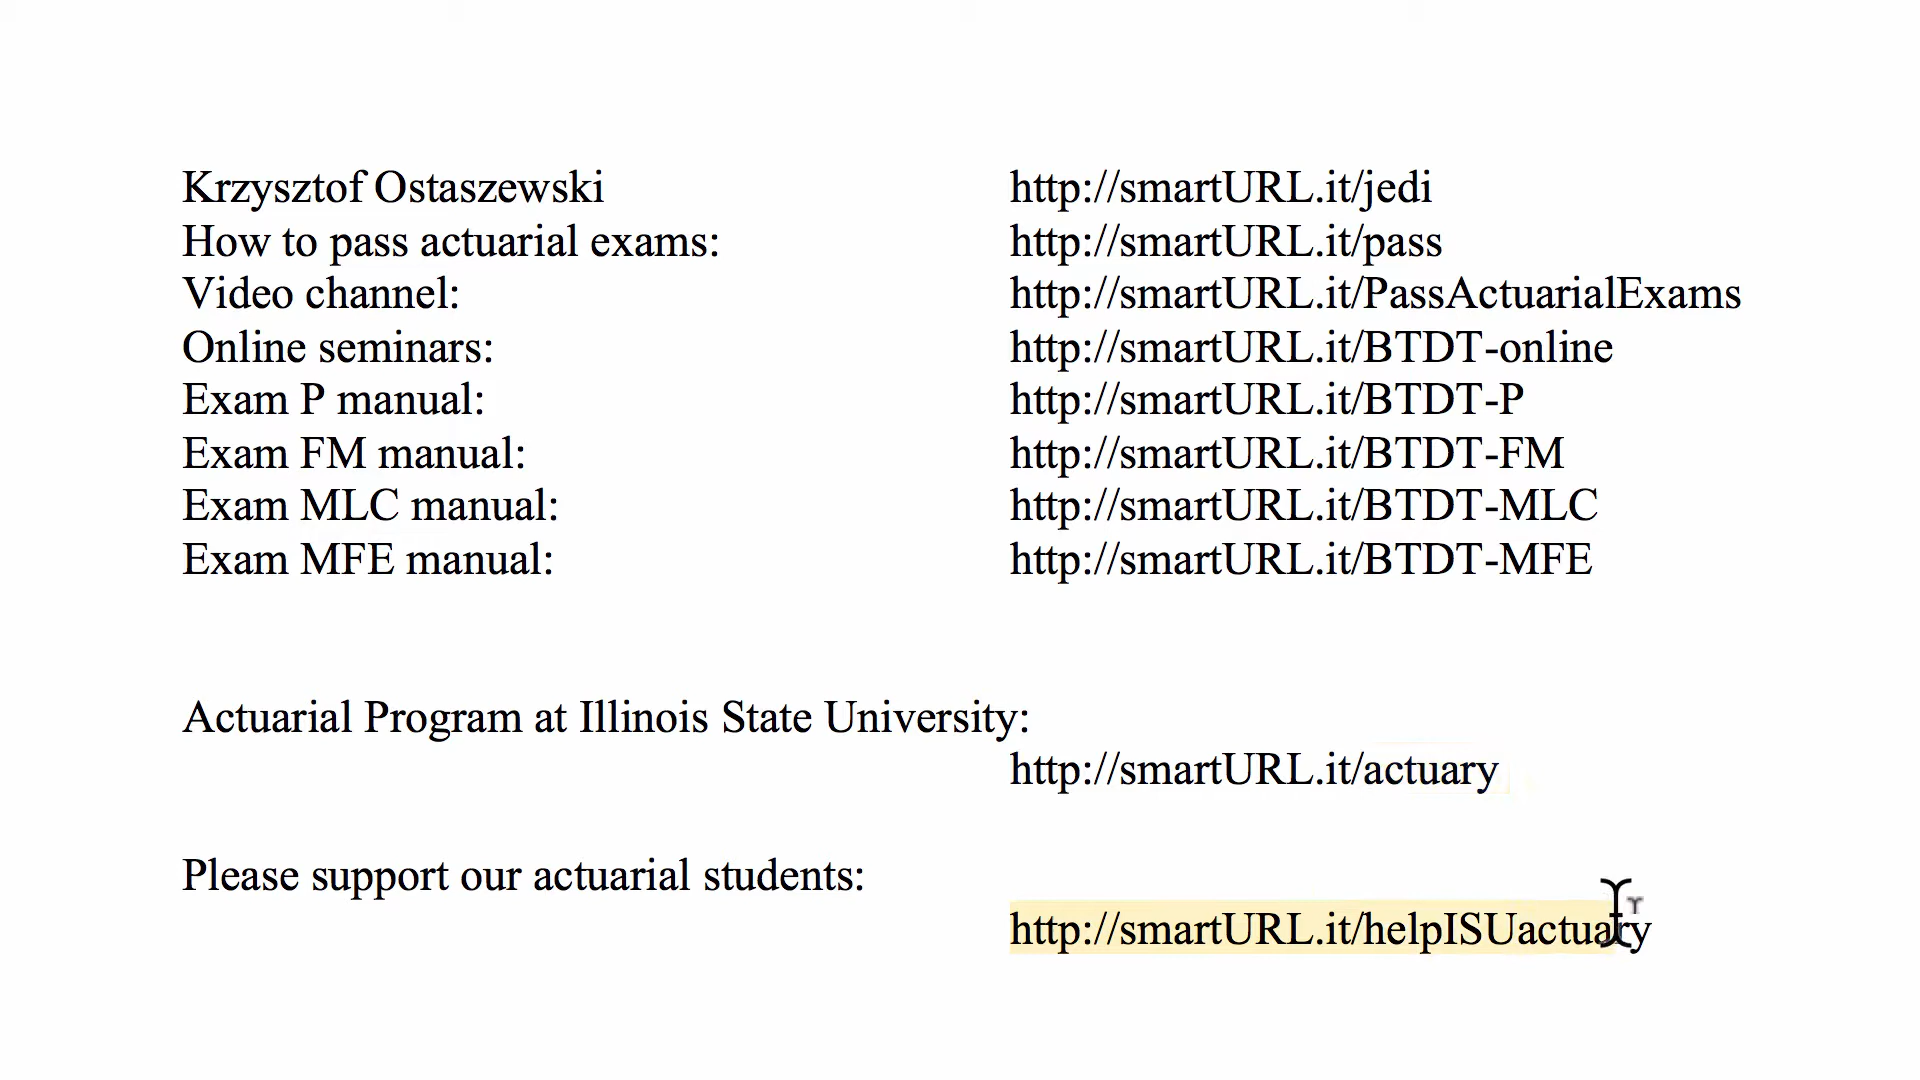 Krzysztof Ostaszewski http://smartURL.it/jedi
How to pass actuarial exams: http://smartURL.it/pass
Video channel: http://smartURL.it/PassActuarialExams
Online seminars: http://smartURL.it/BTDT-online
Exam P manual: http://smartURL.it/BTDT-P
Exam FM manual: http://smartURL.it/BTDT-FM
Exam MLC manual: http://smartURL.it/BTDT-MLC
Exam MFE manual: http://smartURL.it/BTDT-MFE
Actuarial Program at Illinois State University:
http://smartURL.it/actuary
Please support our actuarial students:
http://smartURL.it/helpISUactuary